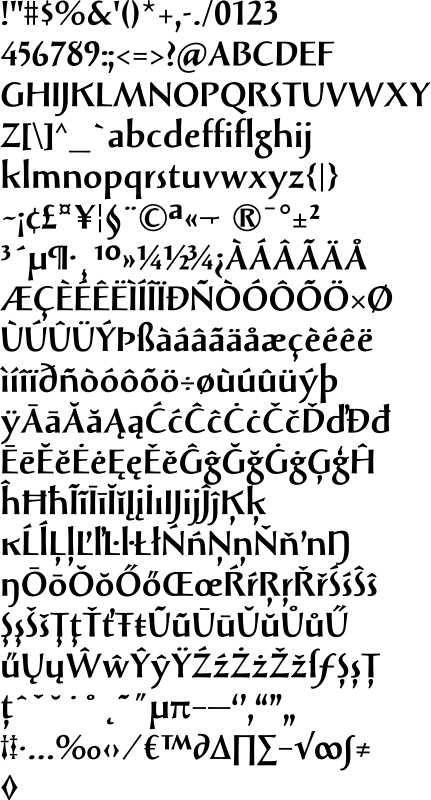 !"#$%&'()*+,-./0123
456789:;<=>?@ABCDEF
GHIJKLMNOPQRSTUVWXY
Z[\]^_`abcdeffiflghij
klmnopqrstuvwxyz{|}
~¡¢£¤¥¦§¨©ª«¬ ®¯°±²
³´µ¶·¸¹º»¼½¾¿ÀÁÂÃÄÅ
ÆÇÈÉÊËÌÍÎÏÐÑÒÓÔÕÖ×Ø
ÙÚÛÜÝÞßàáâãäåæçèéêë
ìíîïðñòóôõö÷øùúûüýþ
ÿĀāĂăĄąĆćĈĉĊċČčĎďĐđ
ĒēĔĕĖėĘęĚěĜĝĞğĠġĢģĤ
ĥĦħĨĩĪīĬĭĮįİıĲĳĴĵĶķ
ĸĹĺĻļĽľĿŀŁłŃńŅņŇňŉŊ
ŋŌōŎŏŐőŒœŔŕŖŗŘřŚśŜŝ
ŞşŠšŢţŤťŦŧŨũŪūŬŭŮůŰ
űŲųŴŵŶŷŸŹźŻżŽžſƒȘșȚ
țˆˇ˘˙˚˛˜˝μπ–—‘’‚“”„
†‡•…‰‹›⁄€™∂∆∏∑−√∞∫≠
◊